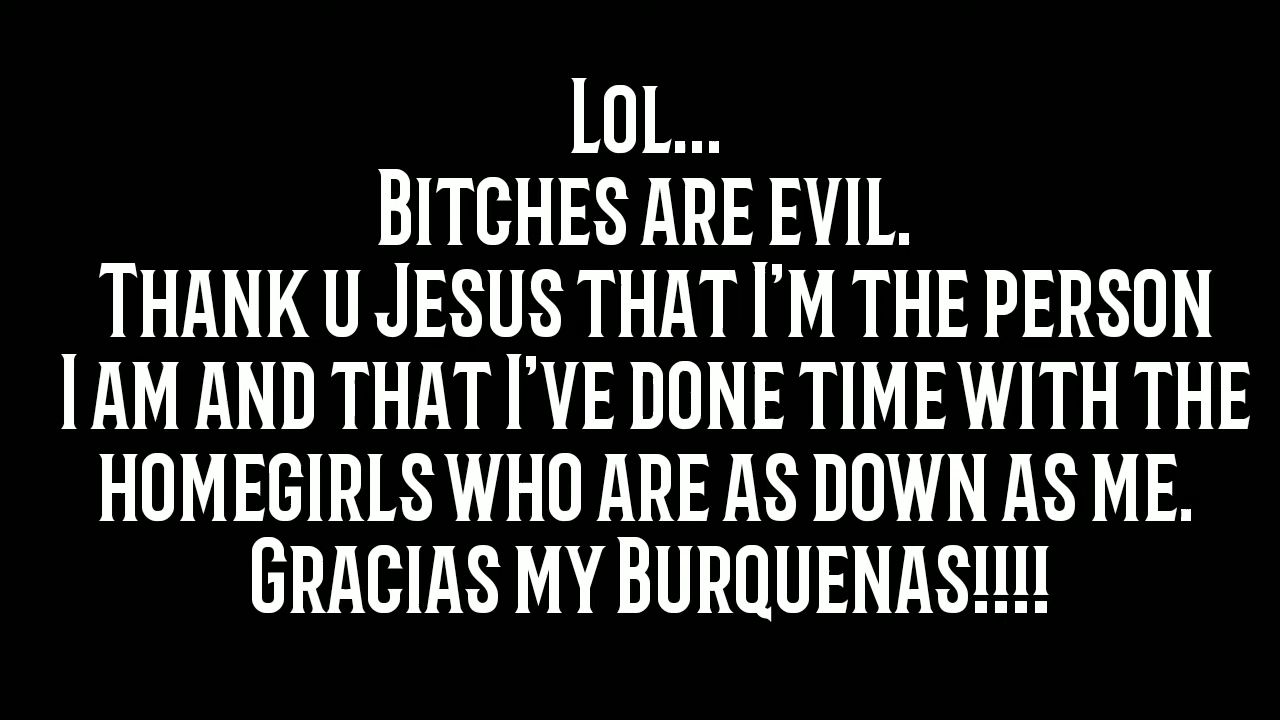 Lol...
Bitches are evil.
Thank u Jesus that I'm the person
I am and that I've done time with the
homegirls who are as down as me.
Gracias my Burquenas!!!!